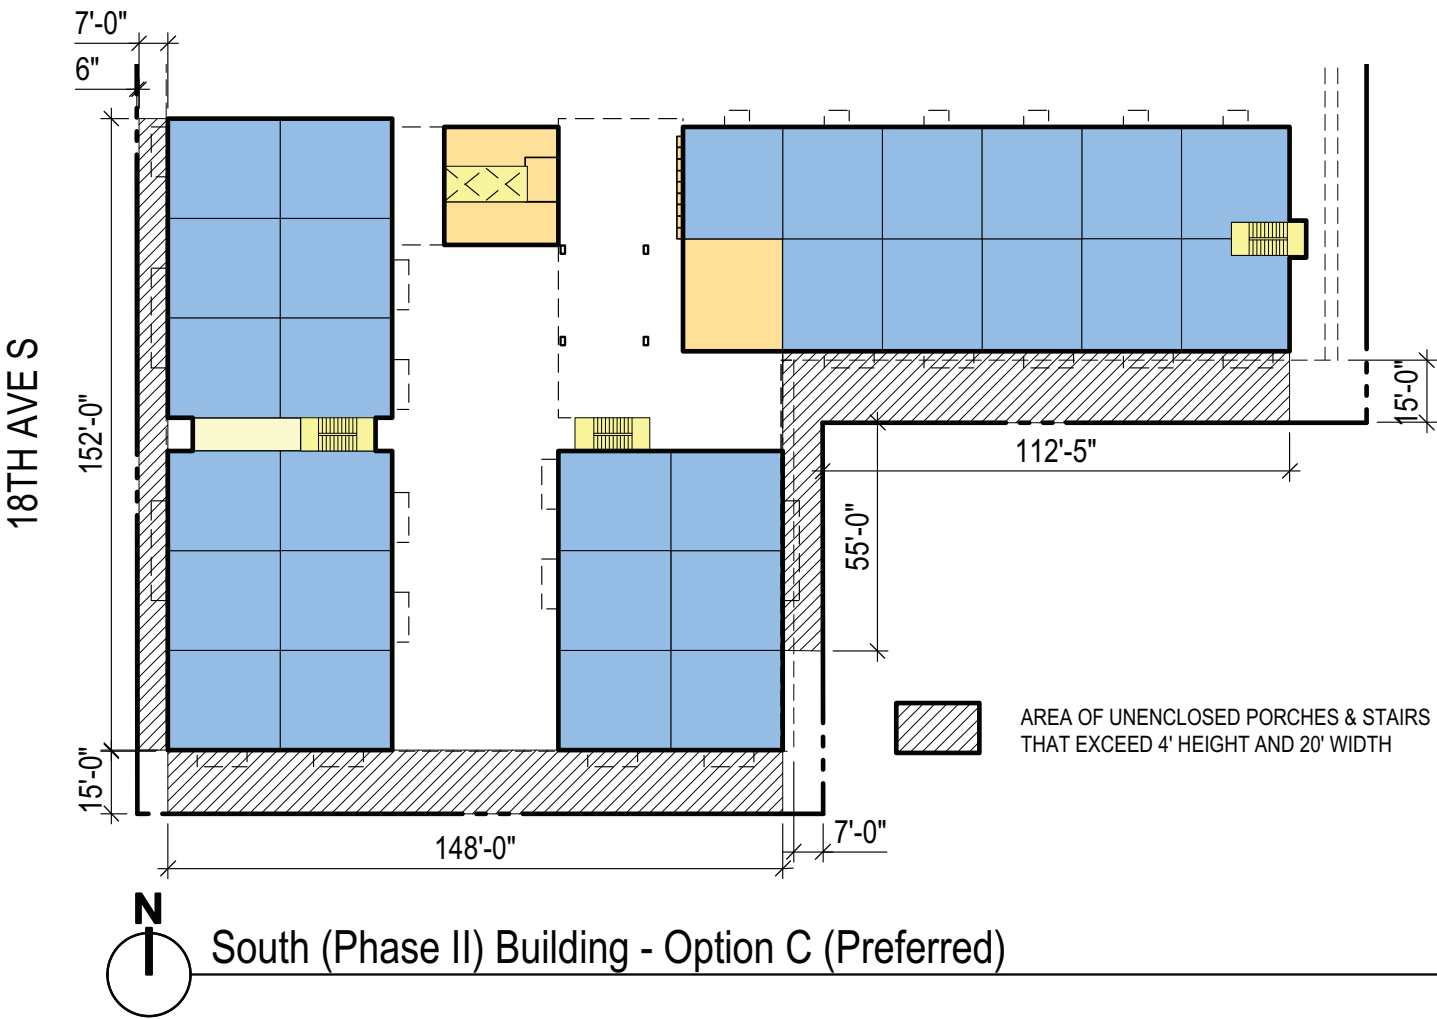 7'-0"
6"
18TH AVE S
152'-0"
15'-0"
112'-5"
55'-0"
AREA OF UNENCLOSED PORCHES & STAIRS
THAT EXCEED 4' HEIGHT AND 20' WIDTH
15'-0"
7'-0"
148'-0"
N
South (Phase II) Building - Option C (Preferred)